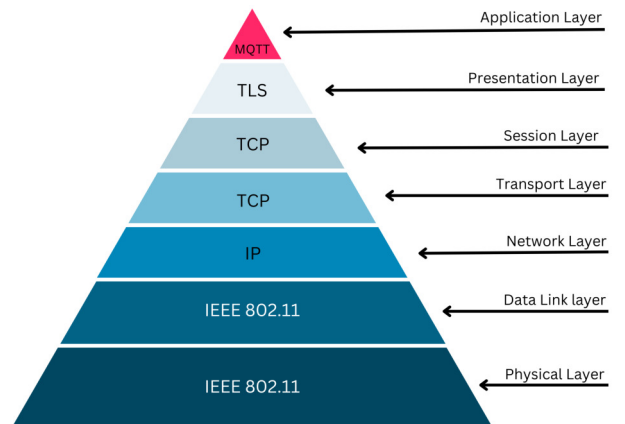 Application Layer
MQTT
Presentation Layer
TLS
Session Layer
TCP
Transport Layer
TCP
Network Layer
IP
Data Link layer
IEEE 802.11
Physical Layer
IEEE 802.11